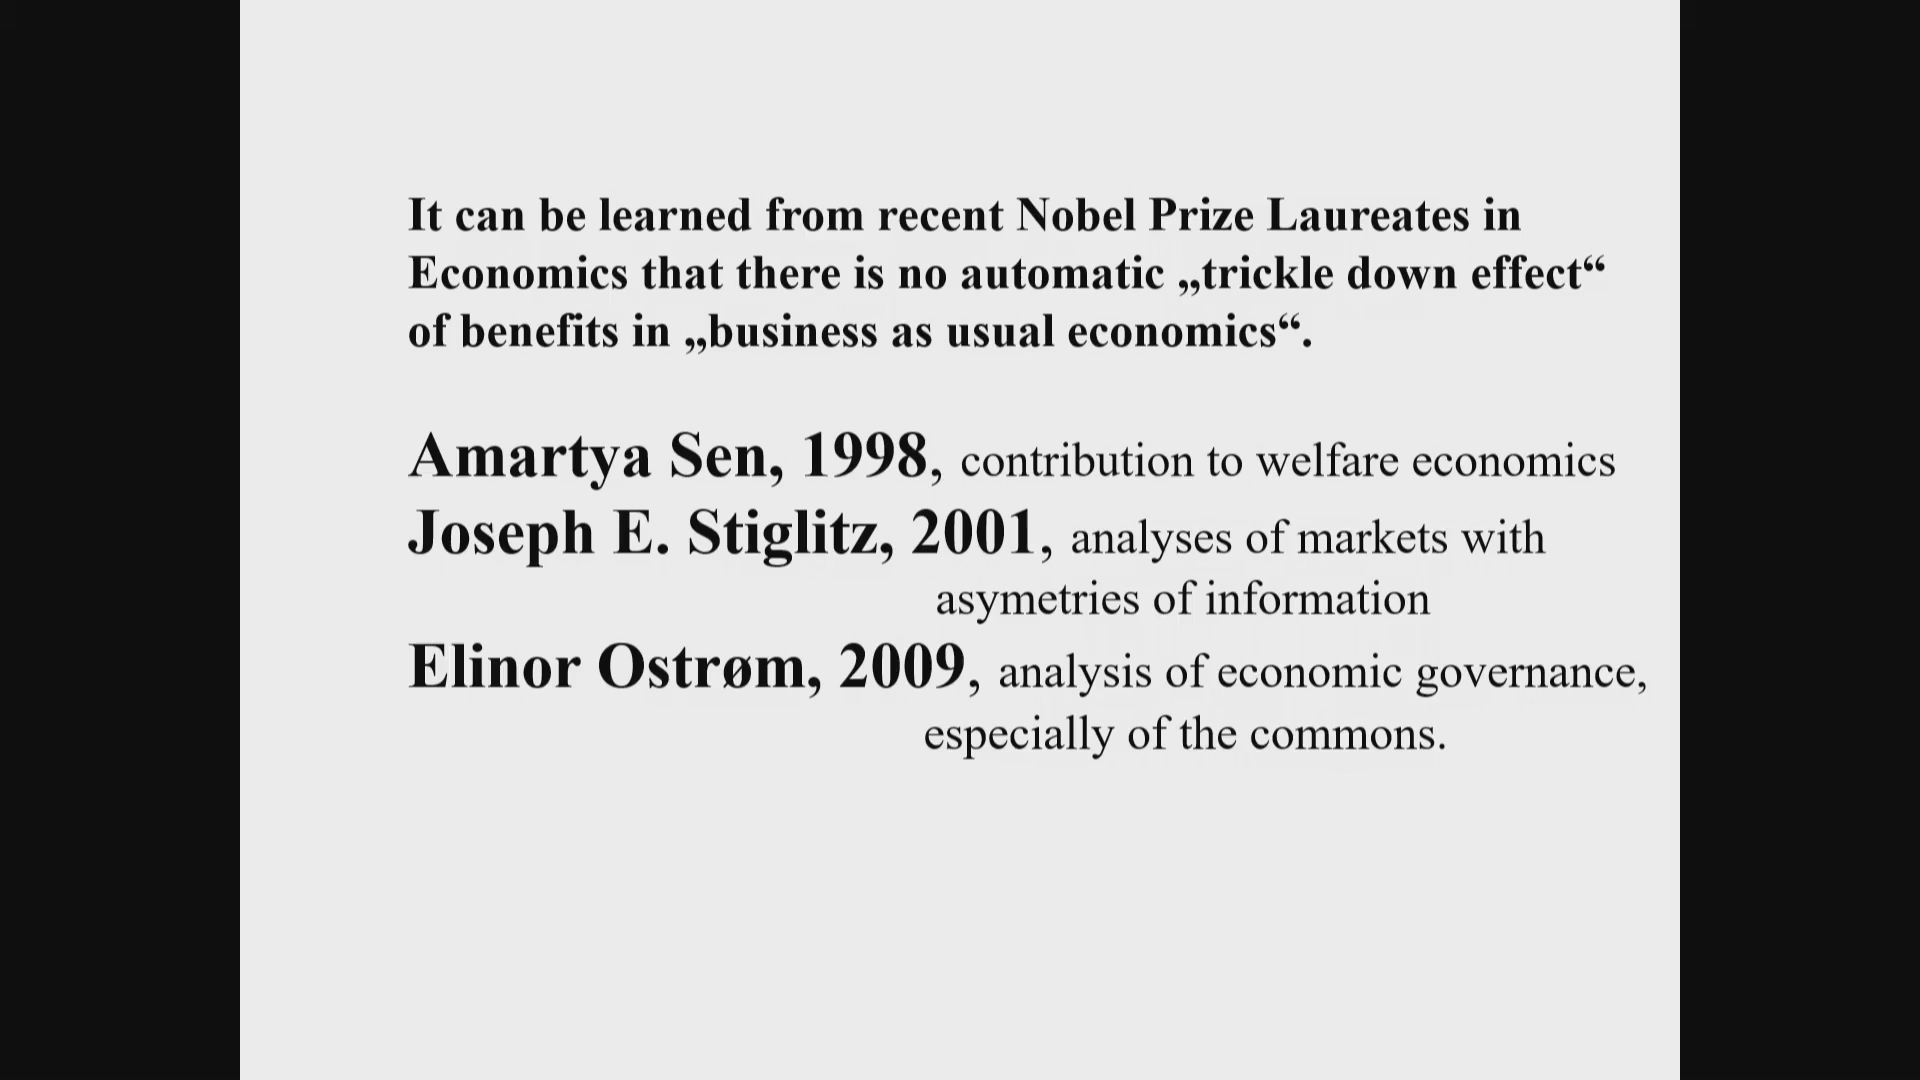 It can be learned from recent Nobel Prize Laureates in
Economics that there is no automatic „trickle down effect“
of benefits in „business as usual economics“.
Amartya Sen, 1998, contribution to welfare economics
Joseph E. Stiglitz, 2001, analyses of markets with
asymetries of information
Elinor Ostrøm, 2009, analysis of economic governance,
especially of the commons.